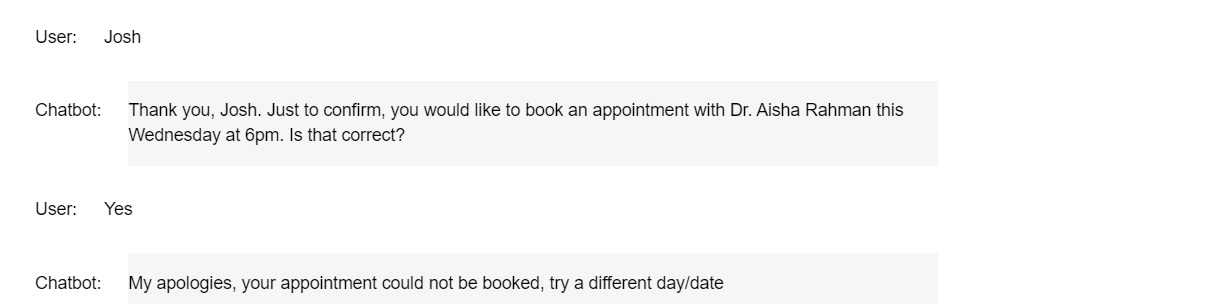 User: Josh
Chatbot: Thank you, Josh. Just to confirm, you would like to book an appointment with Dr. Aisha Rahman this
Wednesday at 6pm. Is that correct?
User: Yes
Chatbot: My apologies, your appointment could not be booked, try a different day/date